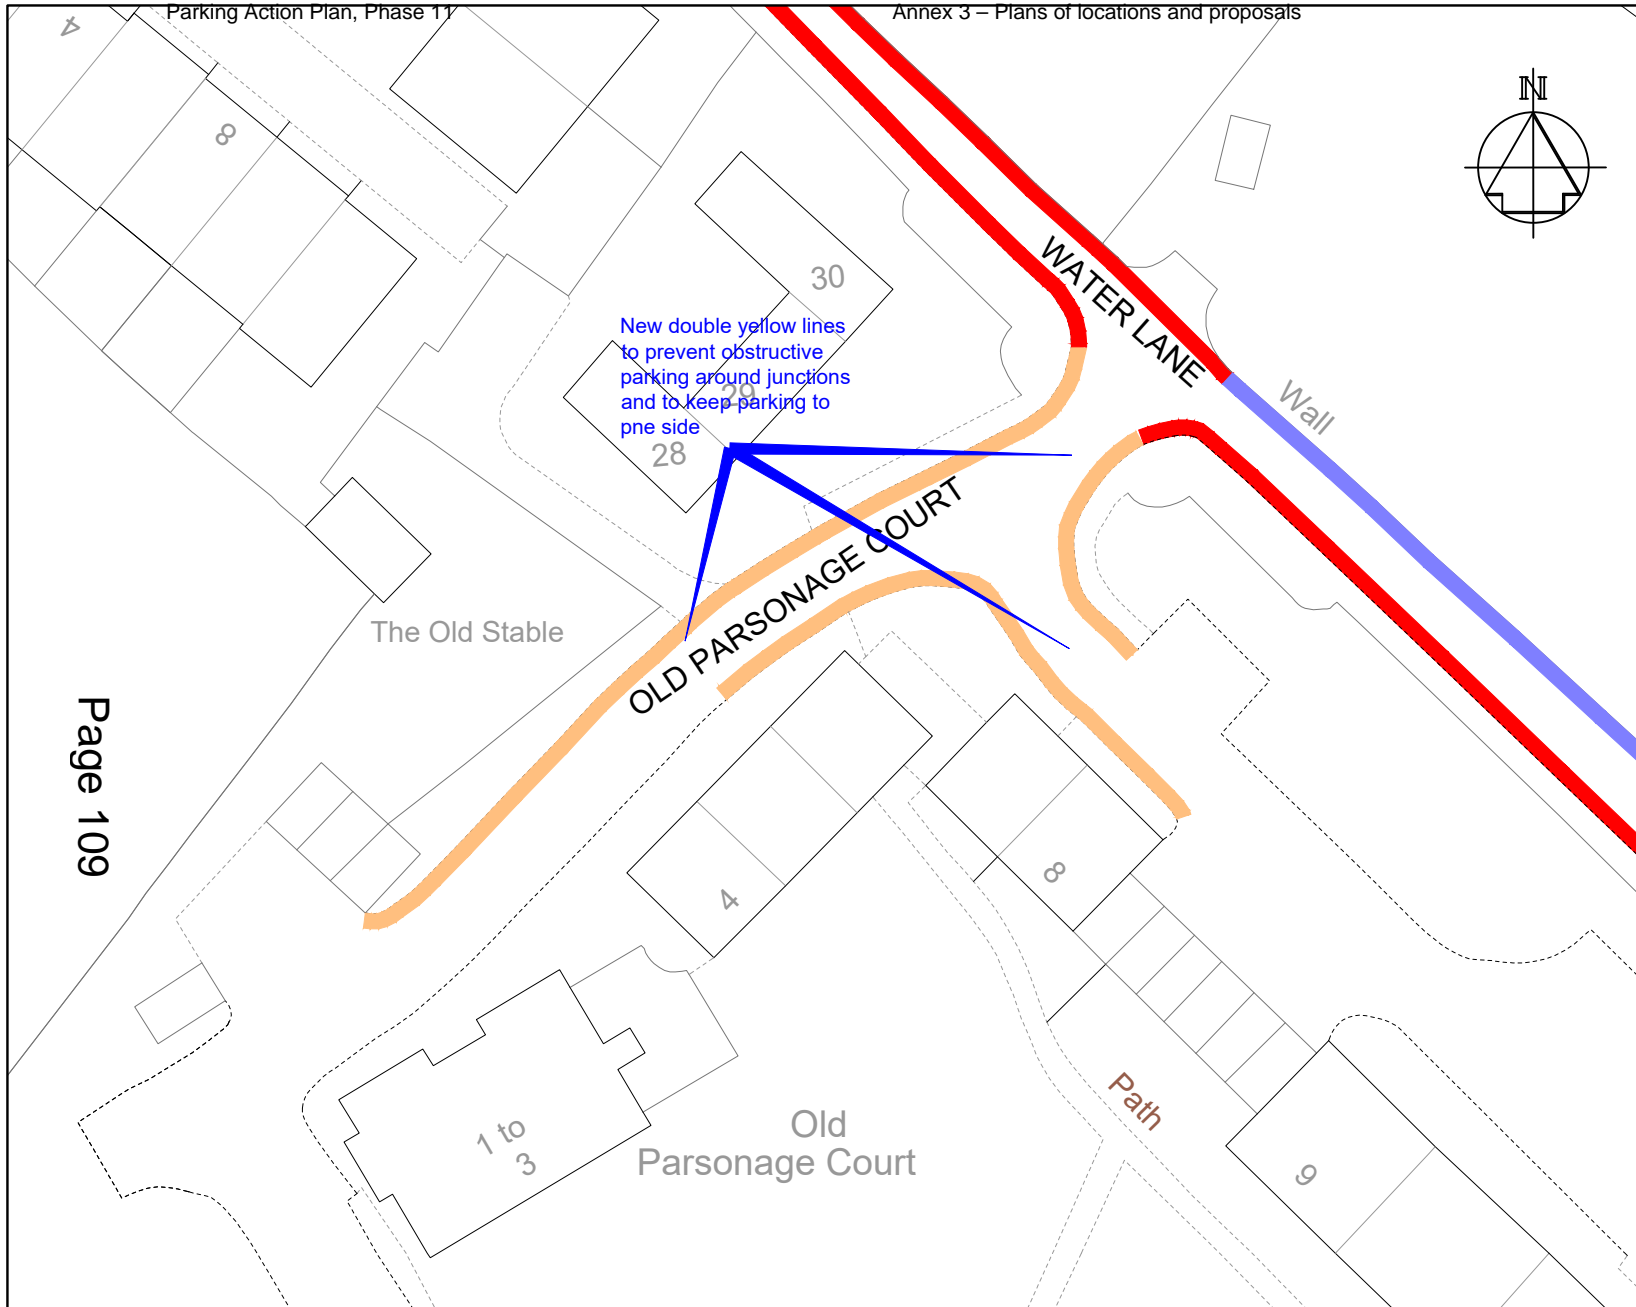 Parking Action Plan, Phase 11
Annex 3 – Plans of locations and proposals
4
8
N
30
WATER LANE
New double yellow lines
to prevent obstructive
parking around junctions
and to keep parking to
pne side
29
28
Wall
OLD PARSONAGE COURT
The Old Stable
Page 109
4
8
1 to
3
Old
Parsonage Court
Path
9